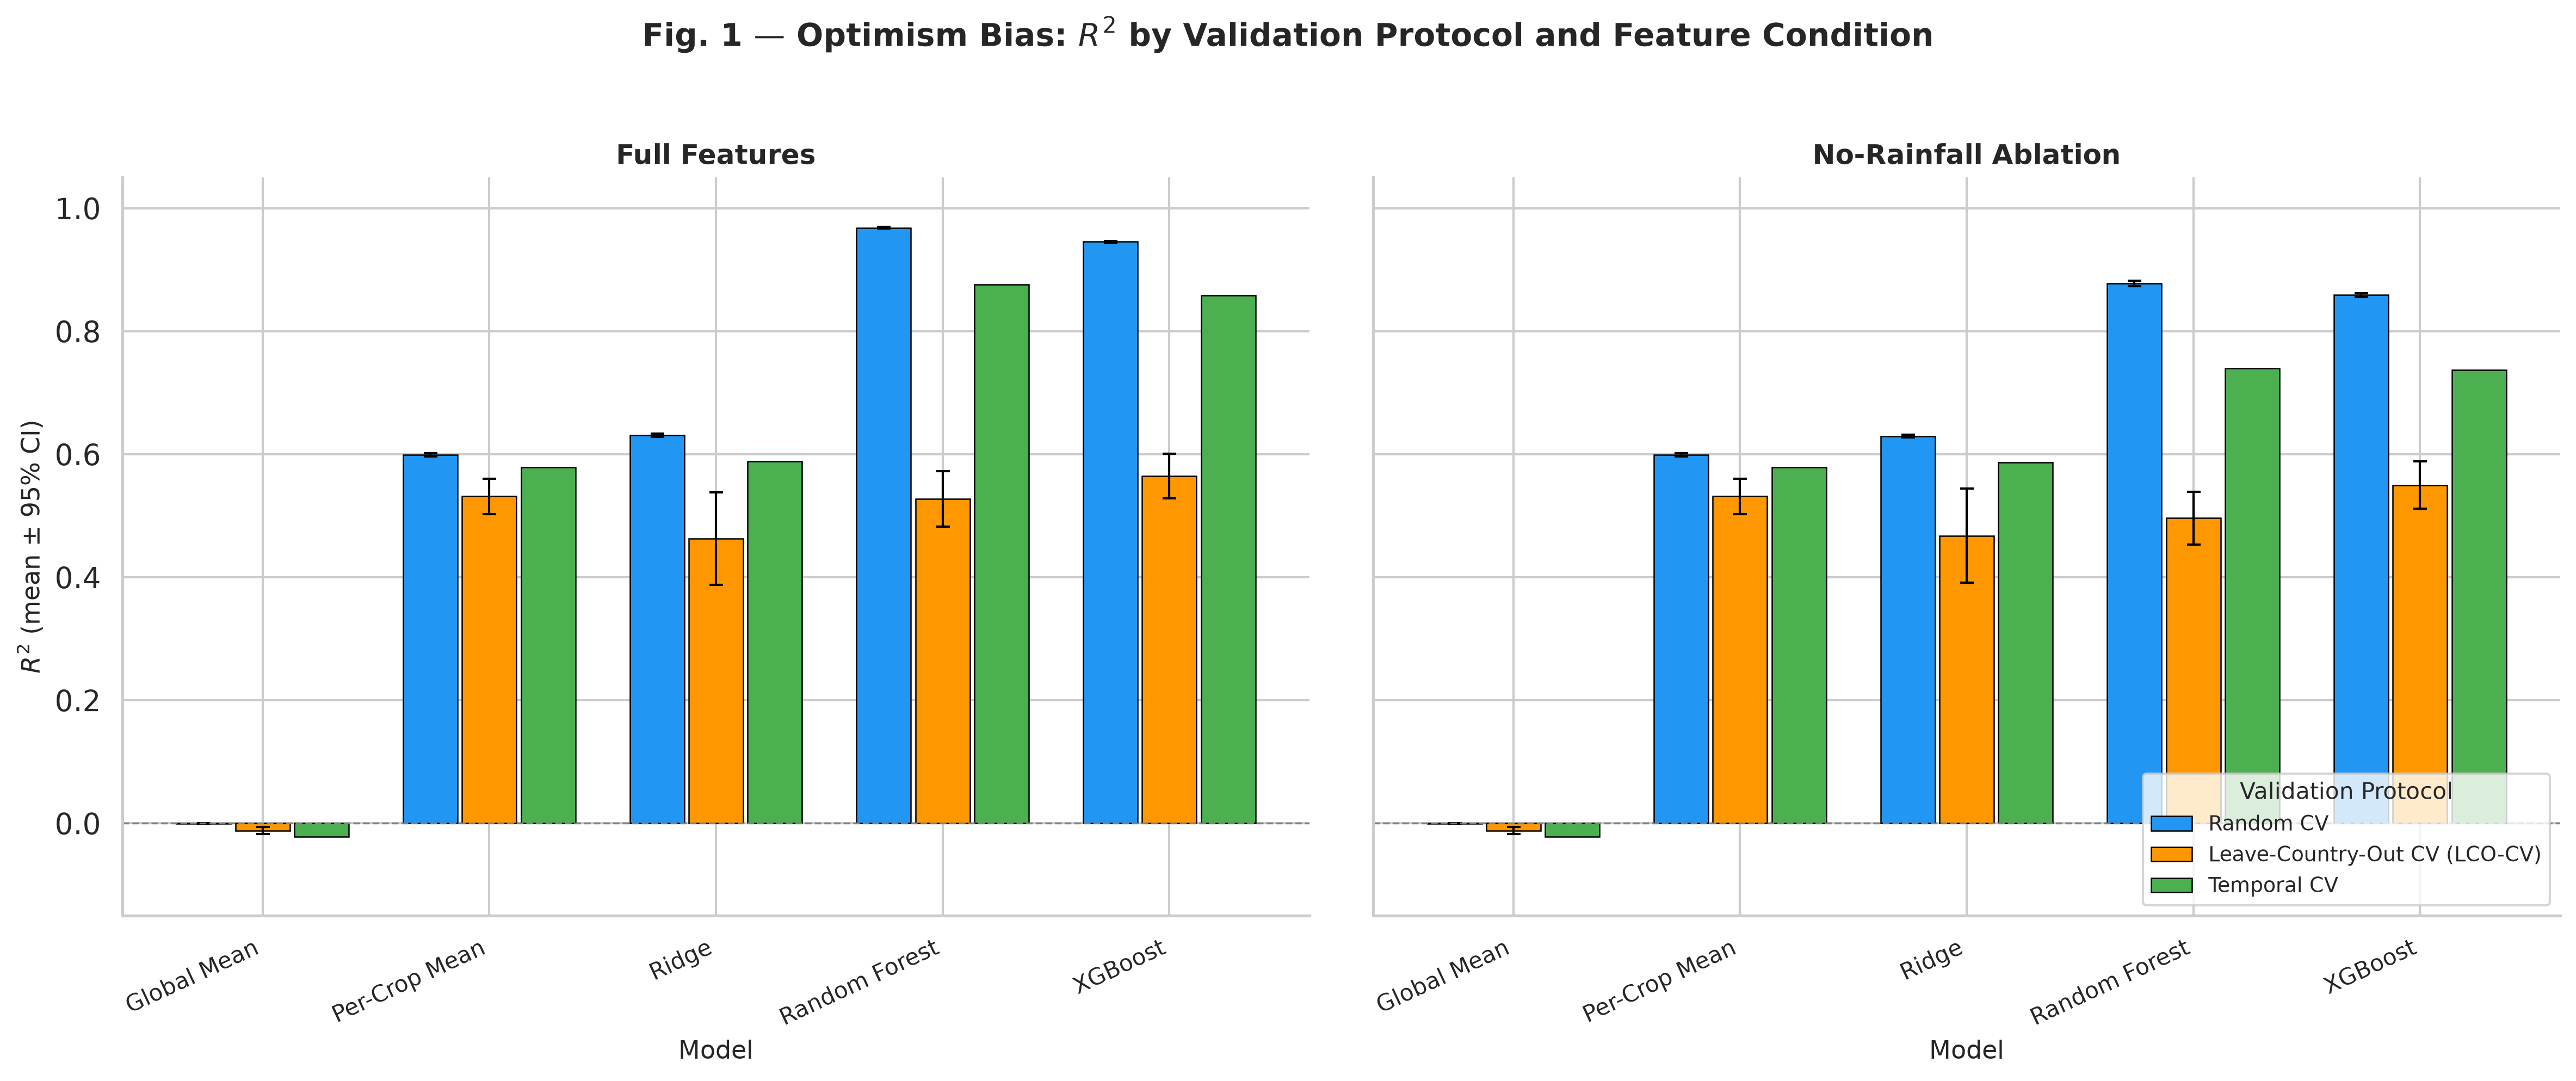 Fig. 1 — Optimism Bias: R² by Validation Protocol and Feature Condition
Full Features
No-Rainfall Ablation
R² (mean ± 95% CI)
1.0
0.8
0.6
0.4
0.2
0.0
Global Mean
Per-Crop Mean
Ridge
Random Forest
XGBoost
Model
Global Mean
Per-Crop Mean
Ridge
Random Forest
XGBoost
Model
Validation Protocol
Random CV
Leave-Country-Out CV (LCO-CV)
Temporal CV